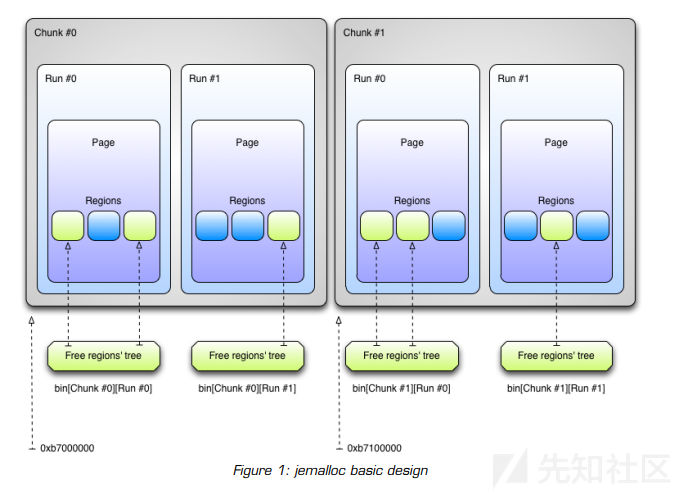 Chunk #0
Chunk #1
Run #0
Run #1
Run #0
Run #1
Page
Page
Page
Page
Regions
Regions
Regions
Regions
Free regions' tree
Free regions' tree
Free regions' tree
Free regions' tree
bin[Chunk #0][Run #0]
bin[Chunk #0][Run #1]
bin[Chunk #1][Run #0]
bin[Chunk #1][Run #1]
0xb7000000
0xb7100000
Figure 1: jemalloc basic design
先知社区